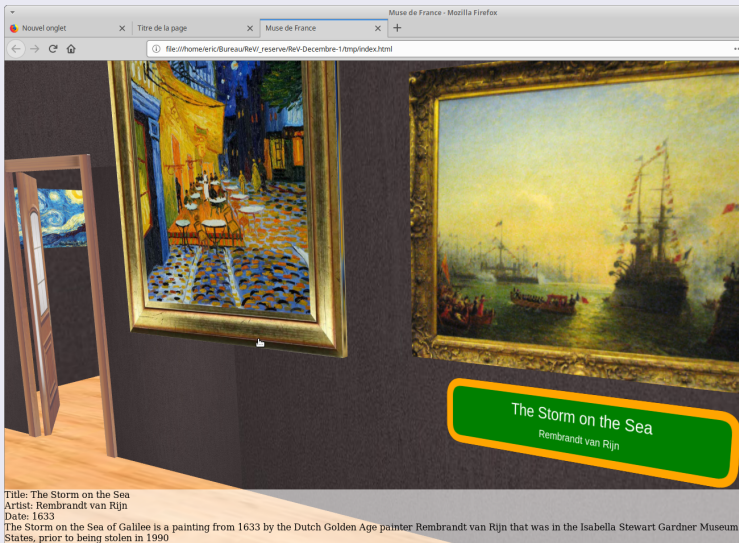 Muse de France - Mozilla Firefox
Nouvel onglet
Titre de la page
Muse de France
file:///home/eric/Bureau/ReV/_reserve/ReV-Decembre-1/tmp/index.html
The Storm on the Sea
Rembrandt van Rijn
Title: The Storm on the Sea
Artist: Rembrandt van Rijn
Date: 1633
The Storm on the Sea of Galilee is a painting from 1633 by the Dutch Golden Age painter Rembrandt van Rijn that was in the Isabella Stewart Gardner Museum
States, prior to being stolen in 1990